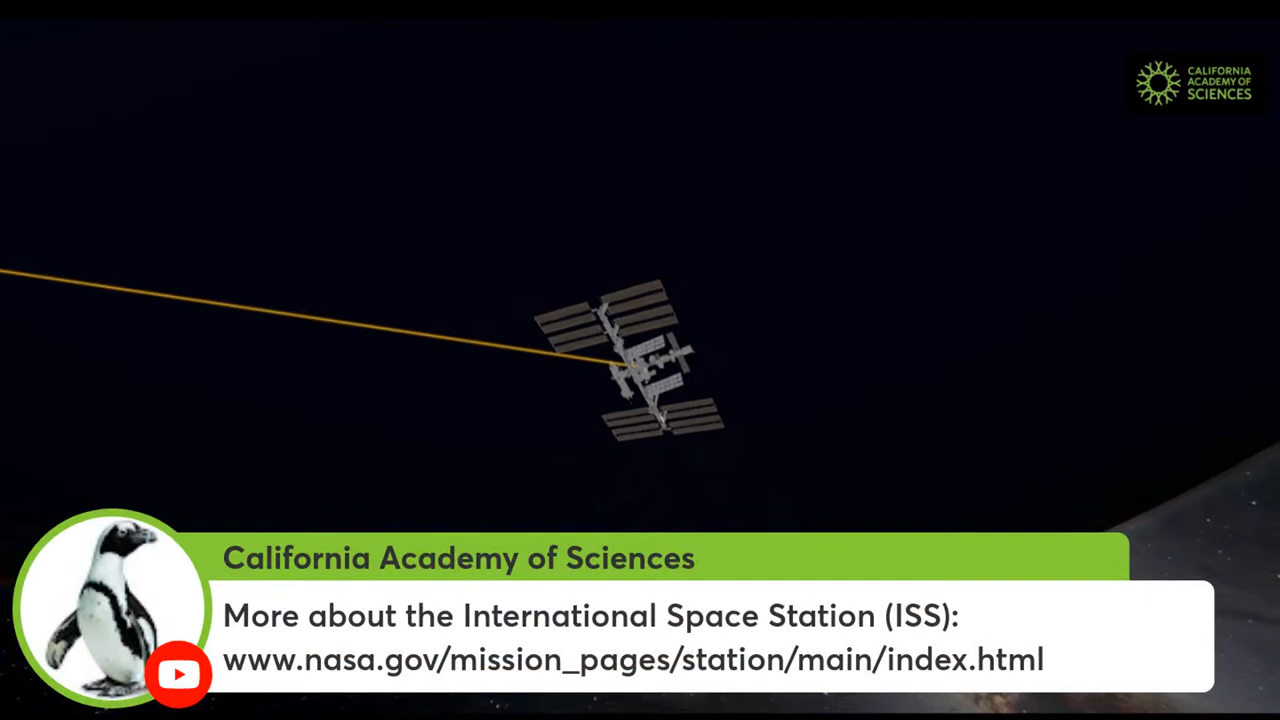 CALIFORNIA
ACADEMY OF
SCIENCES
California Academy of Sciences
More about the International Space Station (ISS):
www.nasa.gov/mission_pages/station/main/index.html